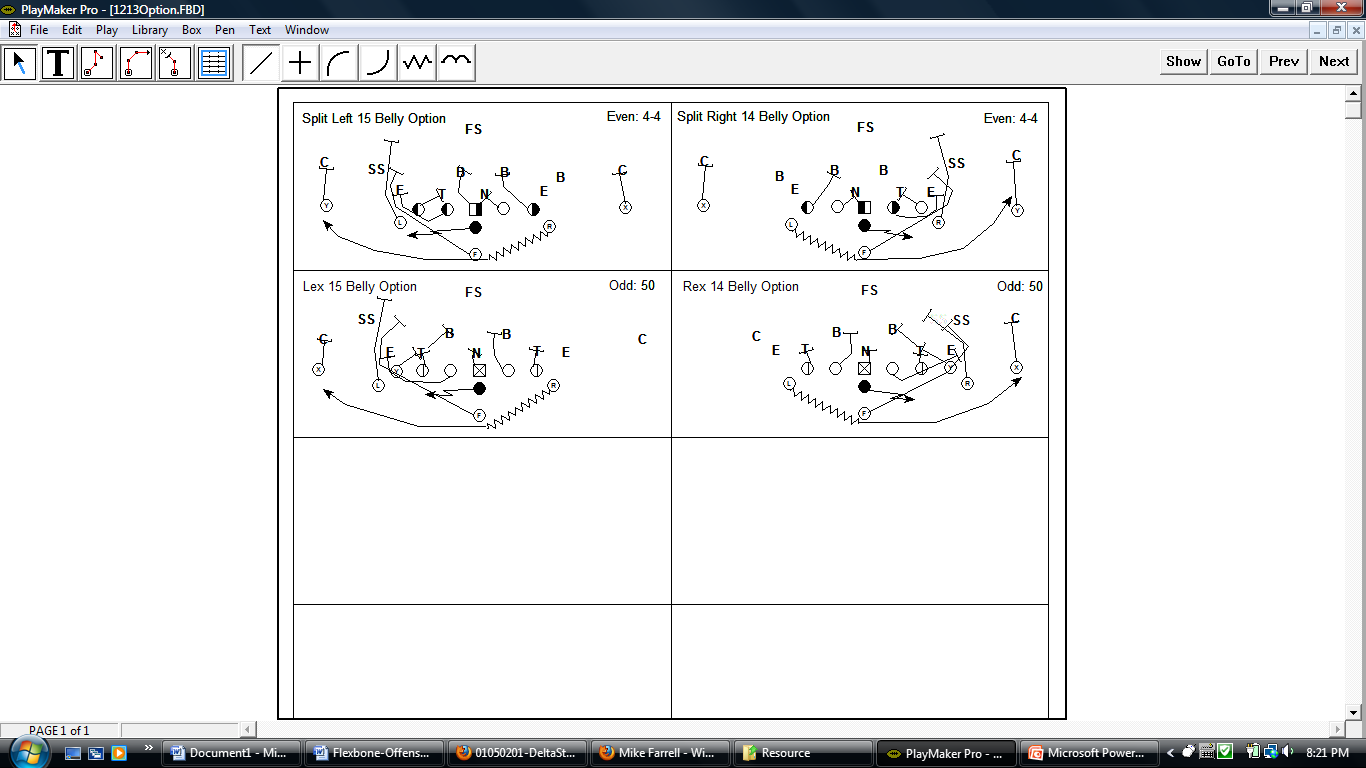 PlayMaker Pro - [1213Option.FBD]
File Edit Play Library Box Pen Text Window
T
Show GoTo Prev Next
Split Left 15 Belly Option Even: 4-4
FS
C SS B B B C
E T N E
Y L F R X
Split Right 14 Belly Option Even: 4-4
FS
C B B B SS C
E N T E
X L F R Y
Lex 15 Belly Option Odd: 50
FS
SS B B
C E T N T E C
X L Y F R
Rex 14 Belly Option Odd: 50
FS
C B B SS C
E T N T E
L F Y R X
PAGE 1 of 1
Document1 - Mi... Flexbone-Offens... 01050201-DeltaSt... Mike Farrell - Wi... Resource PlayMaker Pro - ... Microsoft Power... 8:21 PM